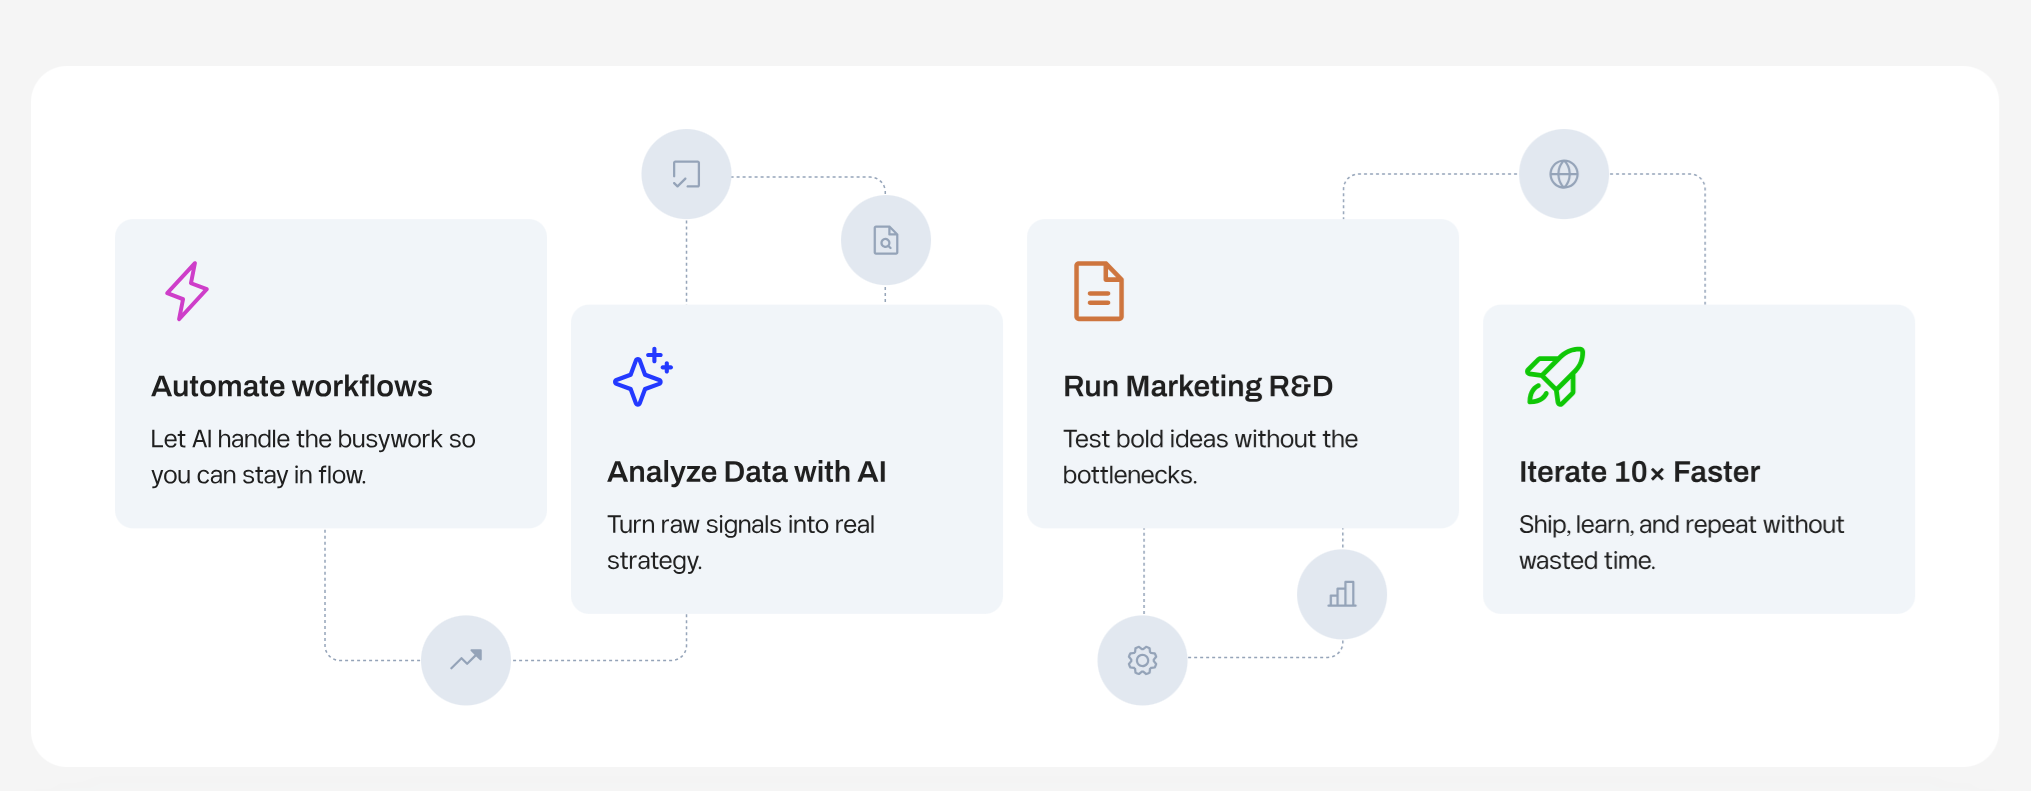 Automate workflows
Let AI handle the busywork so
you can stay in flow.
Analyze Data with AI
Turn raw signals into real
strategy.
Run Marketing R&D
Test bold ideas without the
bottlenecks.
Iterate 10× Faster
Ship, learn, and repeat without
wasted time.